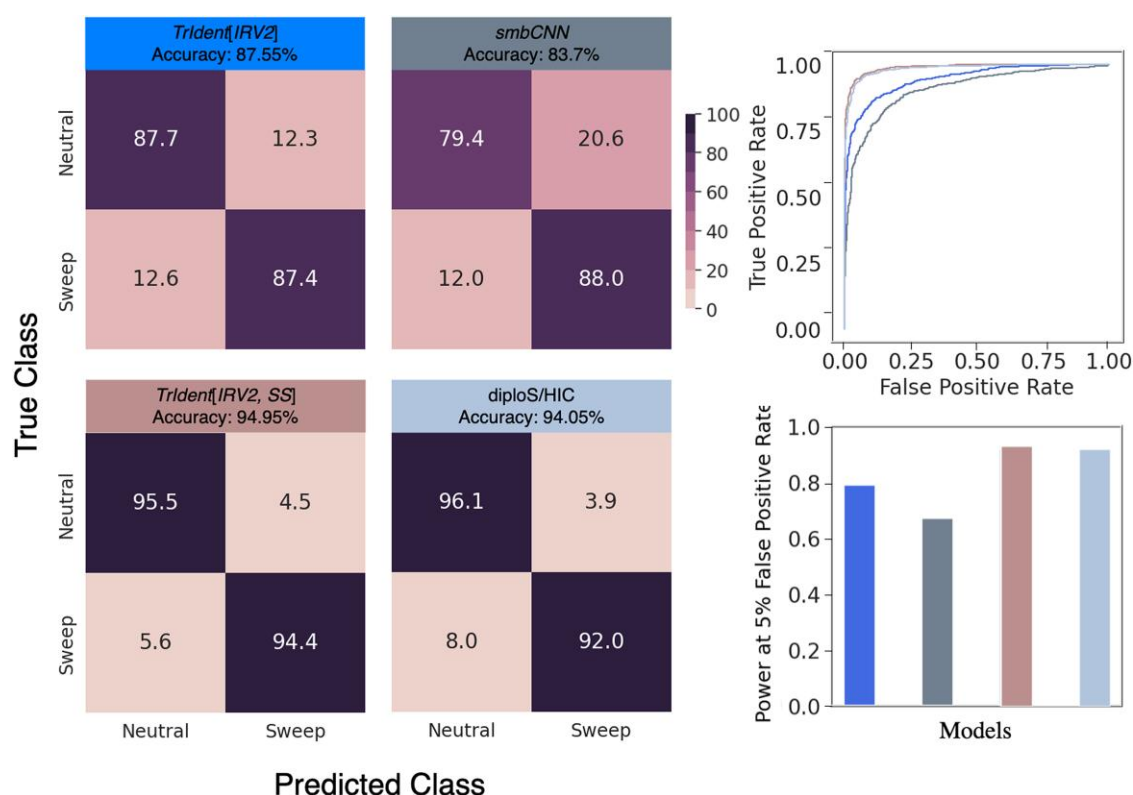 TrIdent[IRV2]
Accuracy: 87.55%
smbCNN
Accuracy: 83.7%
True Class
Neutral
87.7
12.3
Sweep
12.6
87.4
79.4
20.6
12.0
88.0
100
80
60
40
20
0
TrIdent[IRV2, SS]
Accuracy: 94.95%
diploS/HIC
Accuracy: 94.05%
Neutral
95.5
4.5
Sweep
5.6
94.4
96.1
3.9
8.0
92.0
Neutral
Sweep
Neutral
Sweep
Predicted Class
True Positive Rate
1.00
0.75
0.50
0.25
0.00
0.00
0.25
0.50
0.75
1.00
False Positive Rate
Power at 5% False Positive Rate
1.0
0.8
0.6
0.4
0.2
0.0
Models